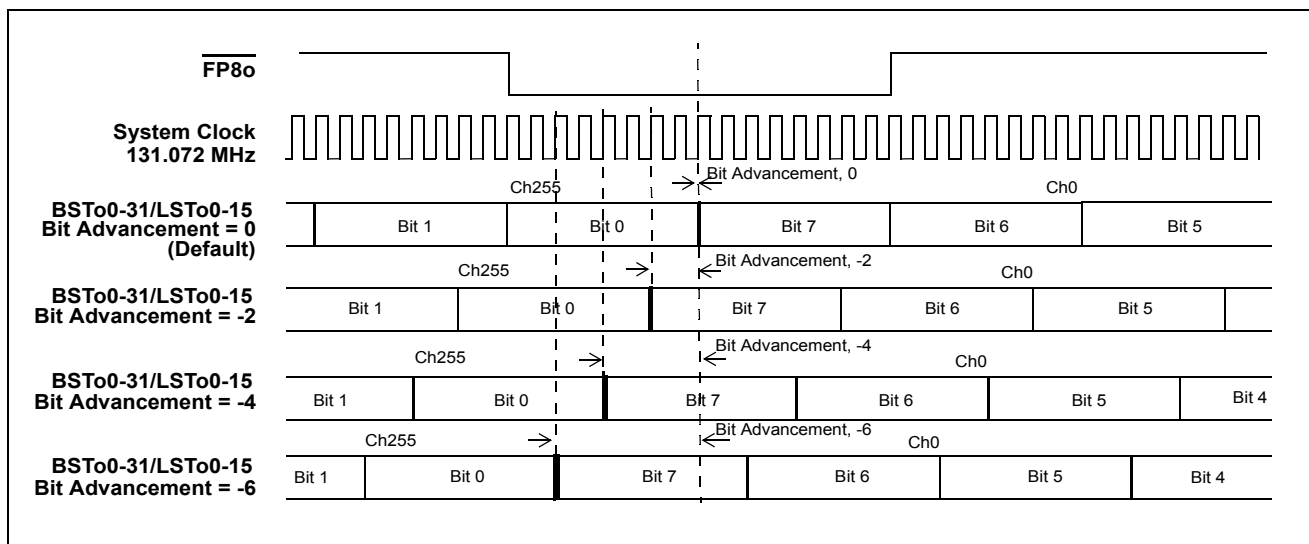 FP8o
System Clock
131.072 MHz
Bit Advancement, 0
Ch255 Ch0
BSTo0-31/LSTo0-15
Bit Advancement = 0
(Default)
Bit 1 Bit 0 Bit 7 Bit 6 Bit 5
Bit Advancement, -2
Ch255 Ch0
BSTo0-31/LSTo0-15
Bit Advancement = -2
Bit 1 Bit 0 Bit 7 Bit 6 Bit 5
Bit Advancement, -4
Ch255 Ch0
BSTo0-31/LSTo0-15
Bit Advancement = -4
Bit 1 Bit 0 Bit 7 Bit 6 Bit 5 Bit 4
Bit Advancement, -6
Ch255 Ch0
BSTo0-31/LSTo0-15
Bit Advancement = -6
Bit 1 Bit 0 Bit 7 Bit 6 Bit 5 Bit 4